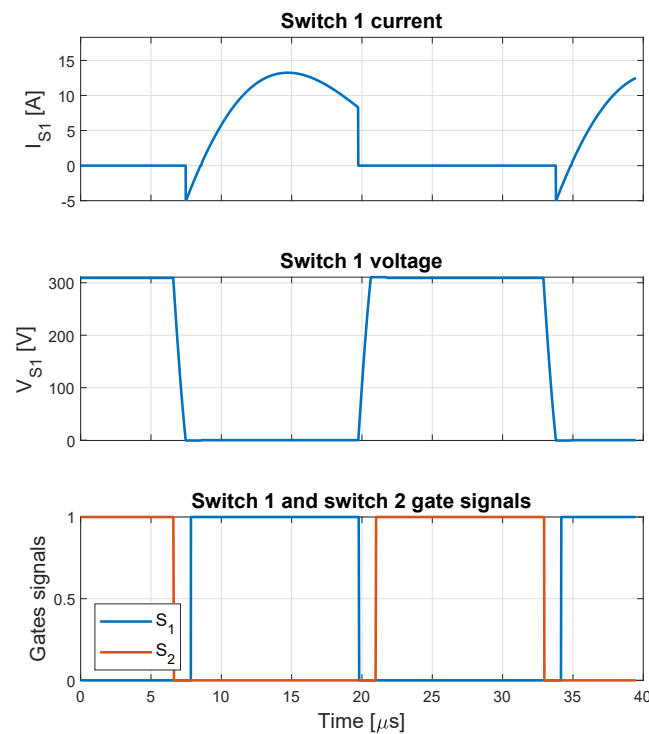 Switch 1 current
I_S1 [A]
15
10
5
0
-5
Switch 1 voltage
V_S1 [V]
300
200
100
0
Switch 1 and switch 2 gate signals
Gates signals
1
0.5
0
S_1
S_2
0 5 10 15 20 25 30 35 40
Time [μs]